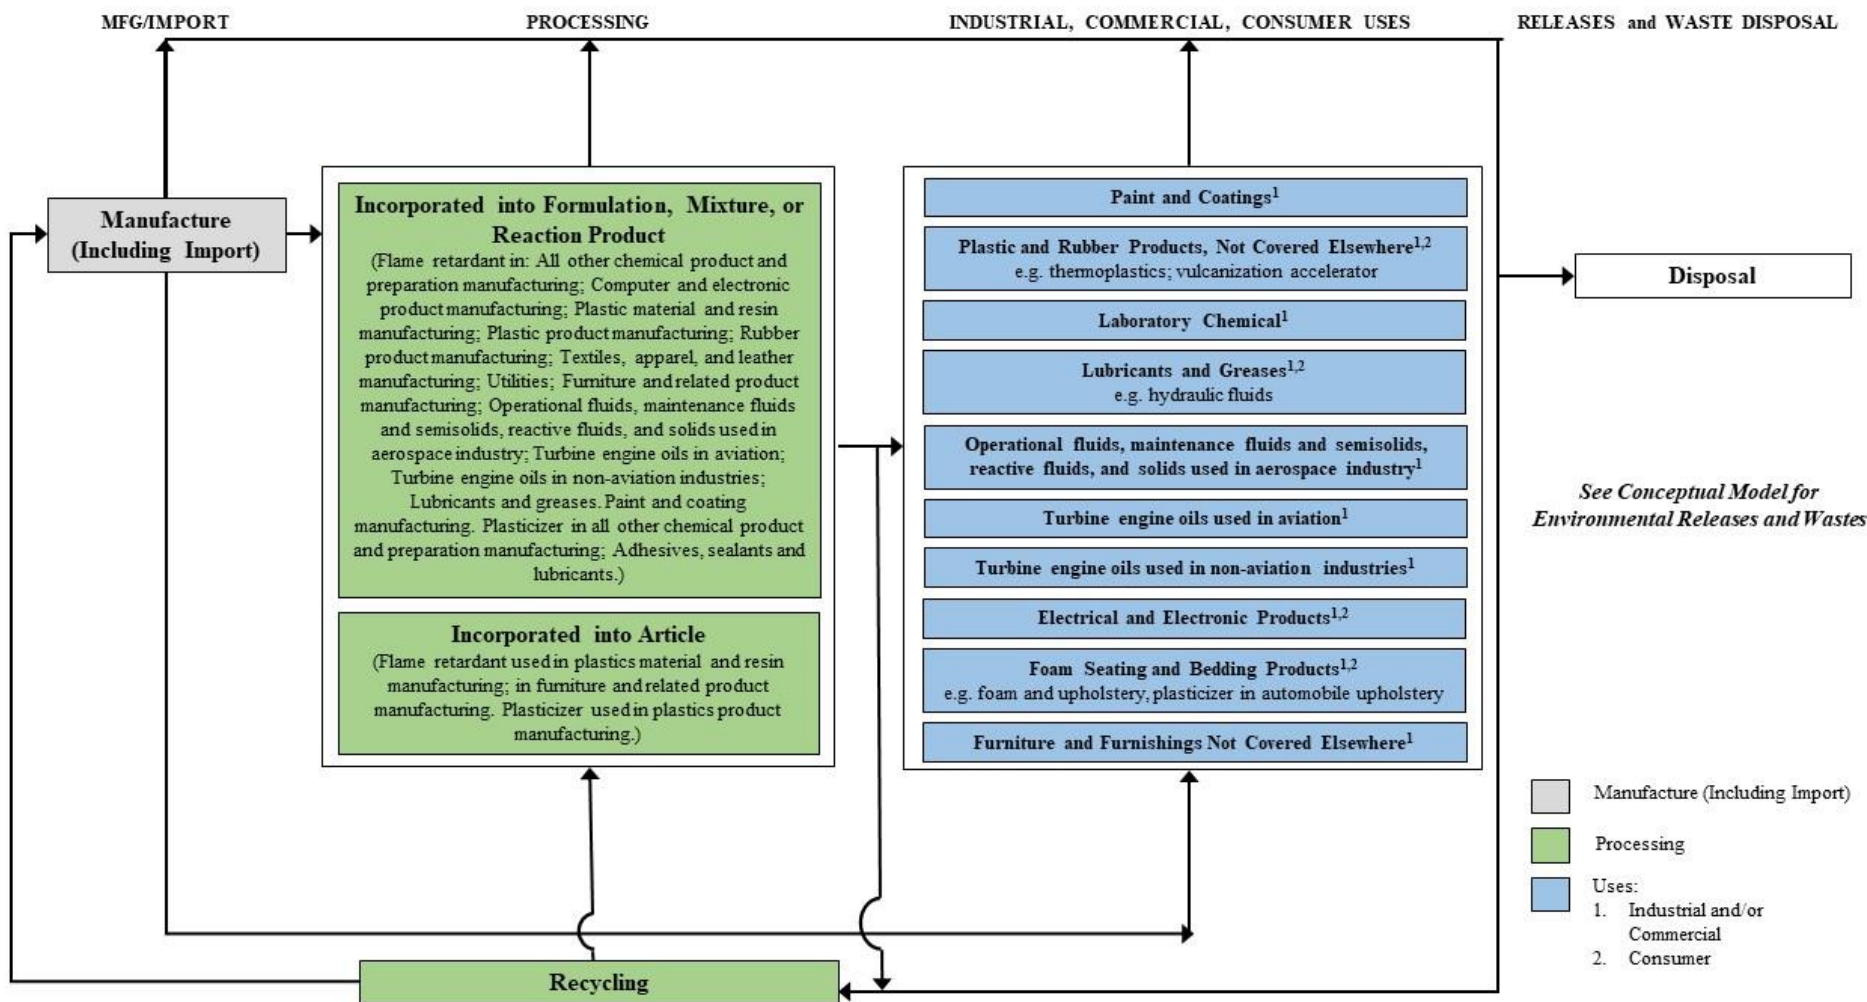 MFG/IMPORT
PROCESSING
INDUSTRIAL, COMMERCIAL, CONSUMER USES
RELEASES and WASTE DISPOSAL
Manufacture
(Including Import)
Incorporated into Formulation, Mixture, or
Reaction Product
(Flame retardant in: All other chemical product and
preparation manufacturing; Computer and electronic
product manufacturing; Plastic material and resin
manufacturing; Plastic product manufacturing; Rubber
product manufacturing; Textiles, apparel, and leather
manufacturing; Utilities; Furniture and related product
manufacturing; Operational fluids, maintenance fluids
and semisolids, reactive fluids, and solids used in
aerospace industry; Turbine engine oils in aviation;
Turbine engine oils in non-aviation industries;
Lubricants and greases. Paint and coating
manufacturing. Plasticizer in all other chemical product
and preparation manufacturing; Adhesives, sealants and
lubricants.)
Incorporated into Article
(Flame retardant used in plastics material and resin
manufacturing; in furniture and related product
manufacturing. Plasticizer used in plastics product
manufacturing.)
Paint and Coatings¹
Plastic and Rubber Products, Not Covered Elsewhere¹,²
e.g. thermoplastics; vulcanization accelerator
Laboratory Chemical¹
Lubricants and Greases¹,²
e.g. hydraulic fluids
Operational fluids, maintenance fluids and semisolids,
reactive fluids, and solids used in aerospace industry¹
Turbine engine oils used in aviation¹
Turbine engine oils used in non-aviation industries¹
Electrical and Electronic Products¹,²
Foam Seating and Bedding Products¹,²
e.g. foam and upholstery, plasticizer in automobile upholstery
Furniture and Furnishings Not Covered Elsewhere¹
Disposal
See Conceptual Model for
Environmental Releases and Wastes
Recycling
Manufacture (Including Import)
Processing
Uses:
1. Industrial and/or
Commercial
2. Consumer